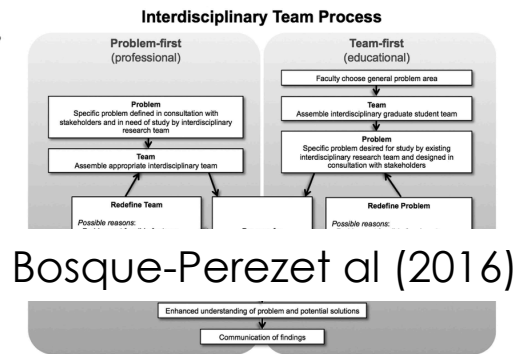 Interdisciplinary Team Process
Problem-first
(professional)
Team-first
(educational)
Faculty choose general problem area
Problem
Specific problem defined in consultation with
stakeholders and in need of study by interdisciplinary
research team
Team
Assemble interdisciplinary graduate student team
Team
Assemble appropriate interdisciplinary team
Problem
Specific problem desired for study by existing
interdisciplinary research team and designed in
consultation with stakeholders
Redefine Team
Possible reasons:
Redefine Problem
Possible reasons:
Bosque-Perezet al (2016)
Enhanced understanding of problem and potential solutions
Communication of findings